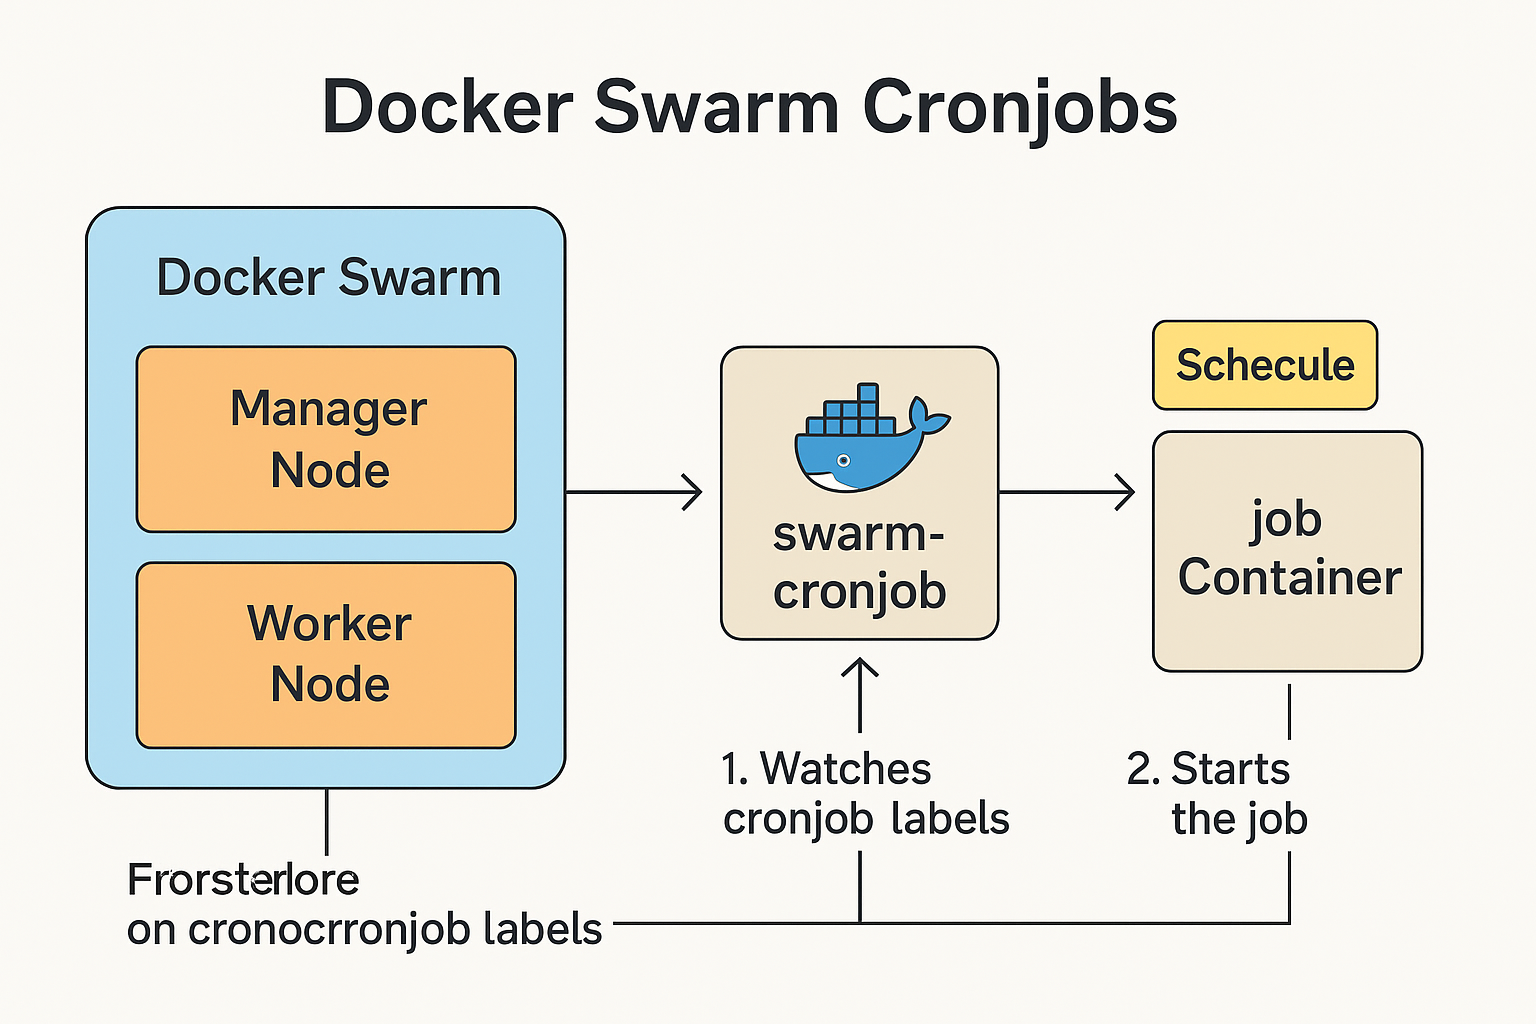 Docker Swarm Cronjobs
Docker Swarm
Manager
Node
Worker
Node
swarm-
cronjob
Schecule
job
Container
1. Watches
cronjob labels
2. Starts
the job
Frorsterlore
on cronocrronjob labels